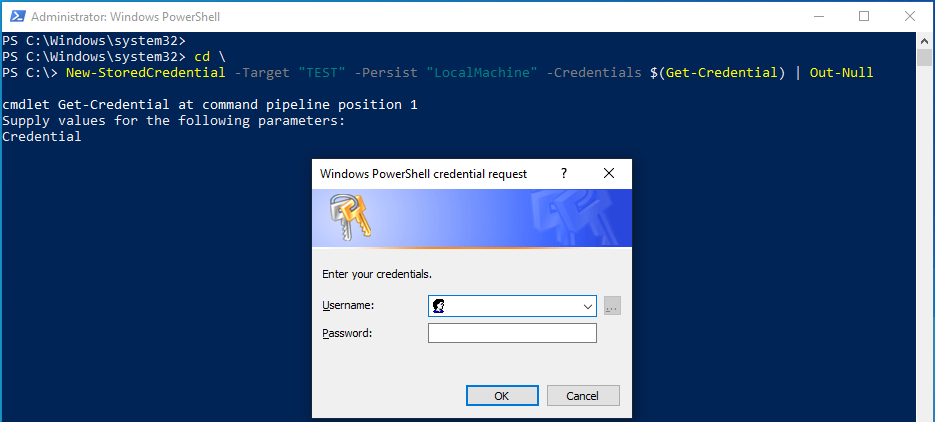 Administrator: Windows PowerShell
PS C:\Windows\system32>
PS C:\Windows\system32> cd \
PS C:\> New-StoredCredential -Target "TEST" -Persist "LocalMachine" -Credentials $(Get-Credential) | Out-Null
cmdlet Get-Credential at command pipeline position 1
Supply values for the following parameters:
Credential
Windows PowerShell credential request
Enter your credentials.
Username:
...
Password:
OK Cancel